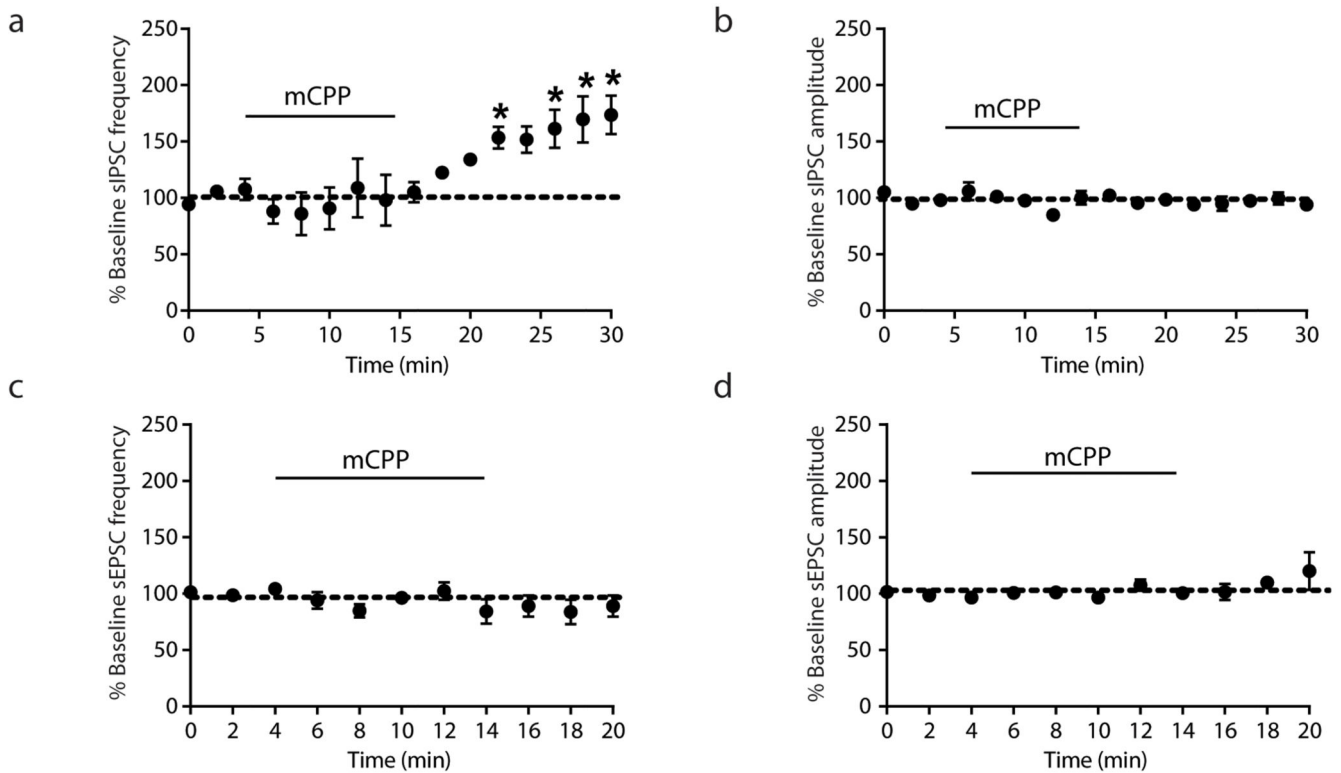 a
250
200
150
100
50
0
% Baseline sIPSC frequency
mCPP
*
*
*
*
0 5 10 15 20 25 30
Time (min)
b
250
200
150
100
50
0
% Baseline sIPSC amplitude
mCPP
0 5 10 15 20 25 30
Time (min)
c
250
200
150
100
50
0
% Baseline sEPSC frequency
mCPP
0 2 4 6 8 10 12 14 16 18 20
Time (min)
d
250
200
150
100
50
0
% Baseline sEPSC amplitude
mCPP
0 2 4 6 8 10 12 14 16 18 20
Time (min)